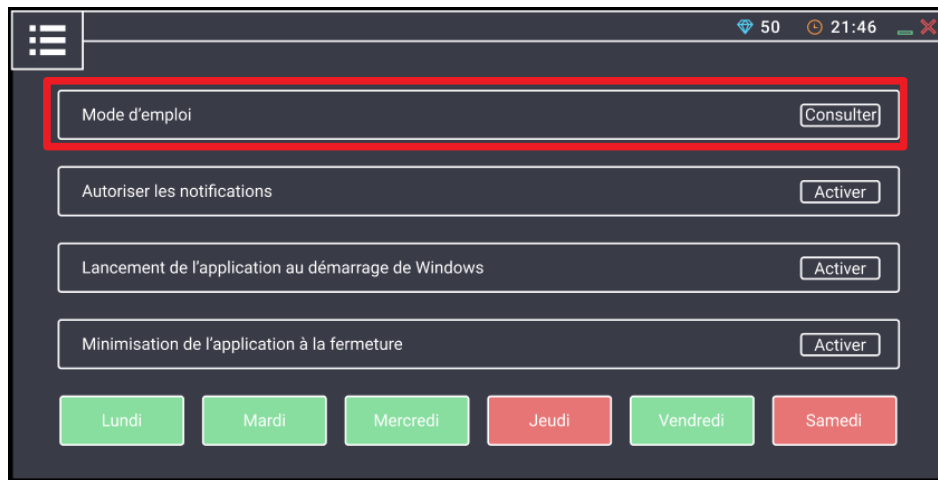 50 21:46
Mode d'emploi Consulter
Autoriser les notifications Activer
Lancement de l'application au démarrage de Windows Activer
Minimisation de l'application à la fermeture Activer
Lundi Mardi Mercredi Jeudi Vendredi Samedi